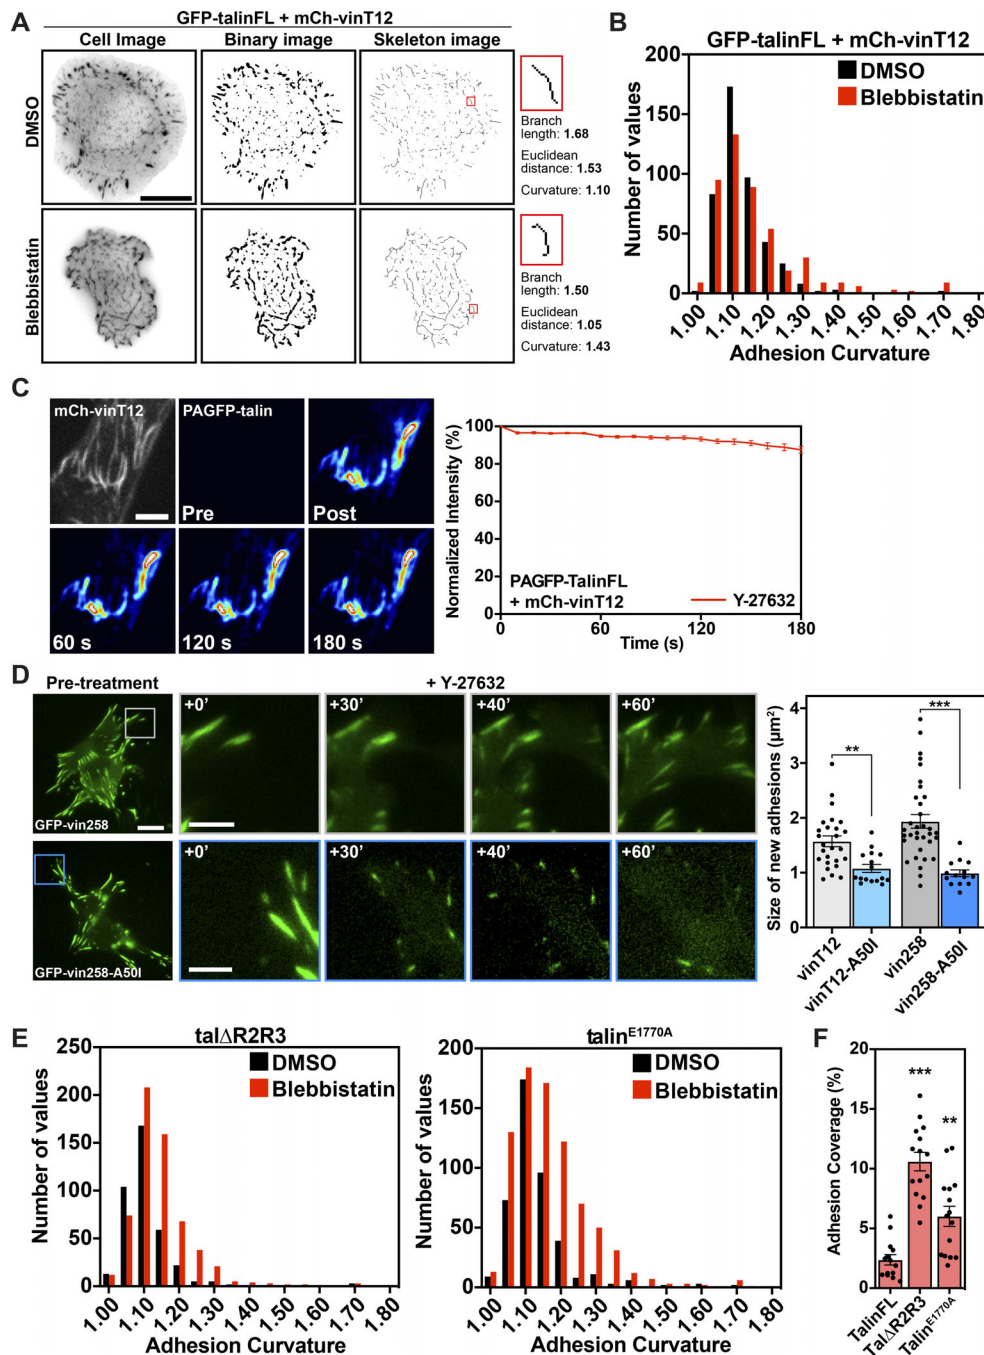 A
GFP-talinFL + mCh-vinT12
Cell Image
Binary image
Skeleton image
DMSO
Branch
length: 1.68
Euclidean
distance: 1.53
Curvature: 1.10
Blebbistatin
Branch
length: 1.50
Euclidean
distance: 1.05
Curvature: 1.43
B
GFP-talinFL + mCh-vinT12
DMSO
Blebbistatin
Number of values
200
150
100
50
0
1.00
1.10
1.20
1.30
1.40
1.50
1.60
1.70
1.80
Adhesion Curvature
C
mCh-vinT12
PAGFP-talin
Pre
Post
60 s
120 s
180 s
Normalized Intensity (%)
100
80
60
40
20
0
PAGFP-TalinFL
+ mCh-vinT12
Y-27632
0
60
120
180
Time (s)
D
Pre-treatment
+ Y-27632
GFP-vin258
+0'
+30'
+40'
+60'
GFP-vin258-A50I
+0'
+30'
+40'
+60'
Size of new adhesions (µm²)
4
3
2
1
0
**
***
vinT12
vinT12-A50I
vin258
vin258-A50I
E
tal∆R2R3
DMSO
Blebbistatin
Number of values
250
200
150
100
50
0
1.00
1.10
1.20
1.30
1.40
1.50
1.60
1.70
1.80
Adhesion Curvature
talinE1770A
DMSO
Blebbistatin
Number of values
200
150
100
50
0
1.00
1.10
1.20
1.30
1.40
1.50
1.60
1.70
1.80
Adhesion Curvature
F
Adhesion Coverage (%)
20
15
10
5
0
***
**
TalinFL
Tal∆R2R3
TalinE1770A